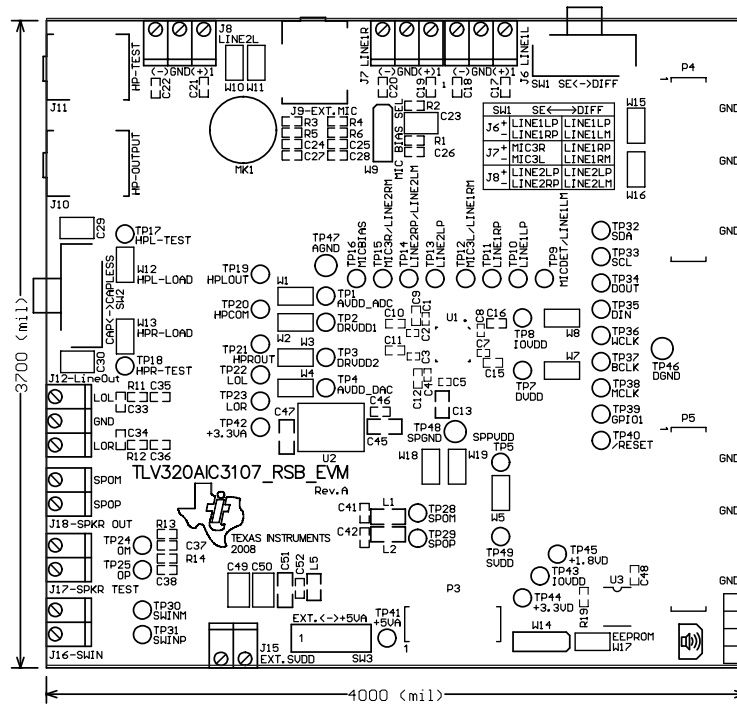 J8
LINE2L
J7 LINE1R
J6 LINE1L
HP-TEST
J11
(-)GND(+)1
C22
C21
W10
W11
(-)GND(+)1
(-)GND(+)1
C20
C19
C18
C17
SW1 SE<->DIFF
P4
GND
J9-EXT.MIC
R3
R5
C24
C27
R4
R6
C25
C28
MIC BIAS SEL
W9
R2
C23
R1
C26
SW1 SE<->DIFF
J6 + LINE1LP LINE1LP
- LINE1RP LINE1LM
J7 + MIC3R LINE1RP
- MIC3L LINE1RM
J8 + LINE2LP LINE2LP
- LINE2RP LINE2LM
W15
W16
GND
HP-OUTPUT
J10
MK1
C29
TP17
HPL-TEST
TP47
AGND
TP16
MICBIAS
TP15
MIC3R/LINE2RM
TP14
LINE2RP/LINE2LM
TP13
LINE2LP
TP12
MIC3L/LINE1RM
TP11
LINE1RP
TP10
LINE1LP
TP9
MICDET/LINE1LM
TP32
SDA
GND
TP33
SCL
TP34
DOUT
TP35
DIN
TP36
WCLK
TP37
BCLK
TP38
MCLK
TP39
GPIO1
TP40
/RESET
TP46
DGND
W12
HPL-LOAD
SW2
CAP<->CAPLESS
W13
HPR-LOAD
C30
TP18
HPR-TEST
TP19
HPLOUT
TP20
HPCOM
TP21
HPROUT
TP22
LOL
TP23
LOR
TP42
+3.3VA
W1
TP1
AVDD_ADC
W2
TP2
DRVDD1
W3
TP3
DRVDD2
W4
TP4
AVDD_DAC
C9
C1
C10
C2
U1
C8
C16
C11
C3
C7
C15
C12
C4
C5
C13
TP8
IOVDD
W8
TP7
DVDD
W7
3700 (mil)
J12-LineOut
LOL
R11
C35
C33
GND
C34
LOR
R12
C36
C47
C46
C45
U2
TP48
SPGND
W18
W19
SPPVDD
TP5
W5
TP49
SVDD
P5
GND
GND
GND
TLV320AIC3107_RSB_EVM
Rev.A
SPOM
SPOP
J18-SPKR OUT
TEXAS INSTRUMENTS
2008
C41
C42
L1
L2
TP28
SPOM
TP29
SPOP
R13
C37
R14
C38
TP24
OM
TP25
OP
J17-SPKR TEST
TP30
SWINM
TP31
SWINP
J16-SWIN
C49
C50
C51
C52
L5
EXT.<->+5VA
1
SW3
TP41
+5VA
J15
EXT.SVDD
P3
1
TP45
+1.8VD
TP43
IOVDD
TP44
+3.3VD
U3
C48
R19
W14
EEPROM
W17
4000 (mil)